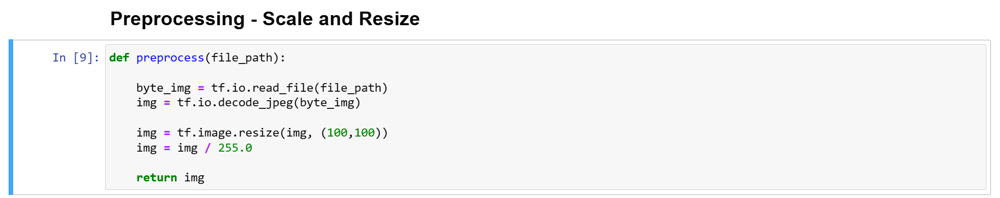 Preprocessing - Scale and Resize
In [9]: def preprocess(file_path):
    byte_img = tf.io.read_file(file_path)
    img = tf.io.decode_jpeg(byte_img)
    img = tf.image.resize(img, (100,100))
    img = img / 255.0
    return img